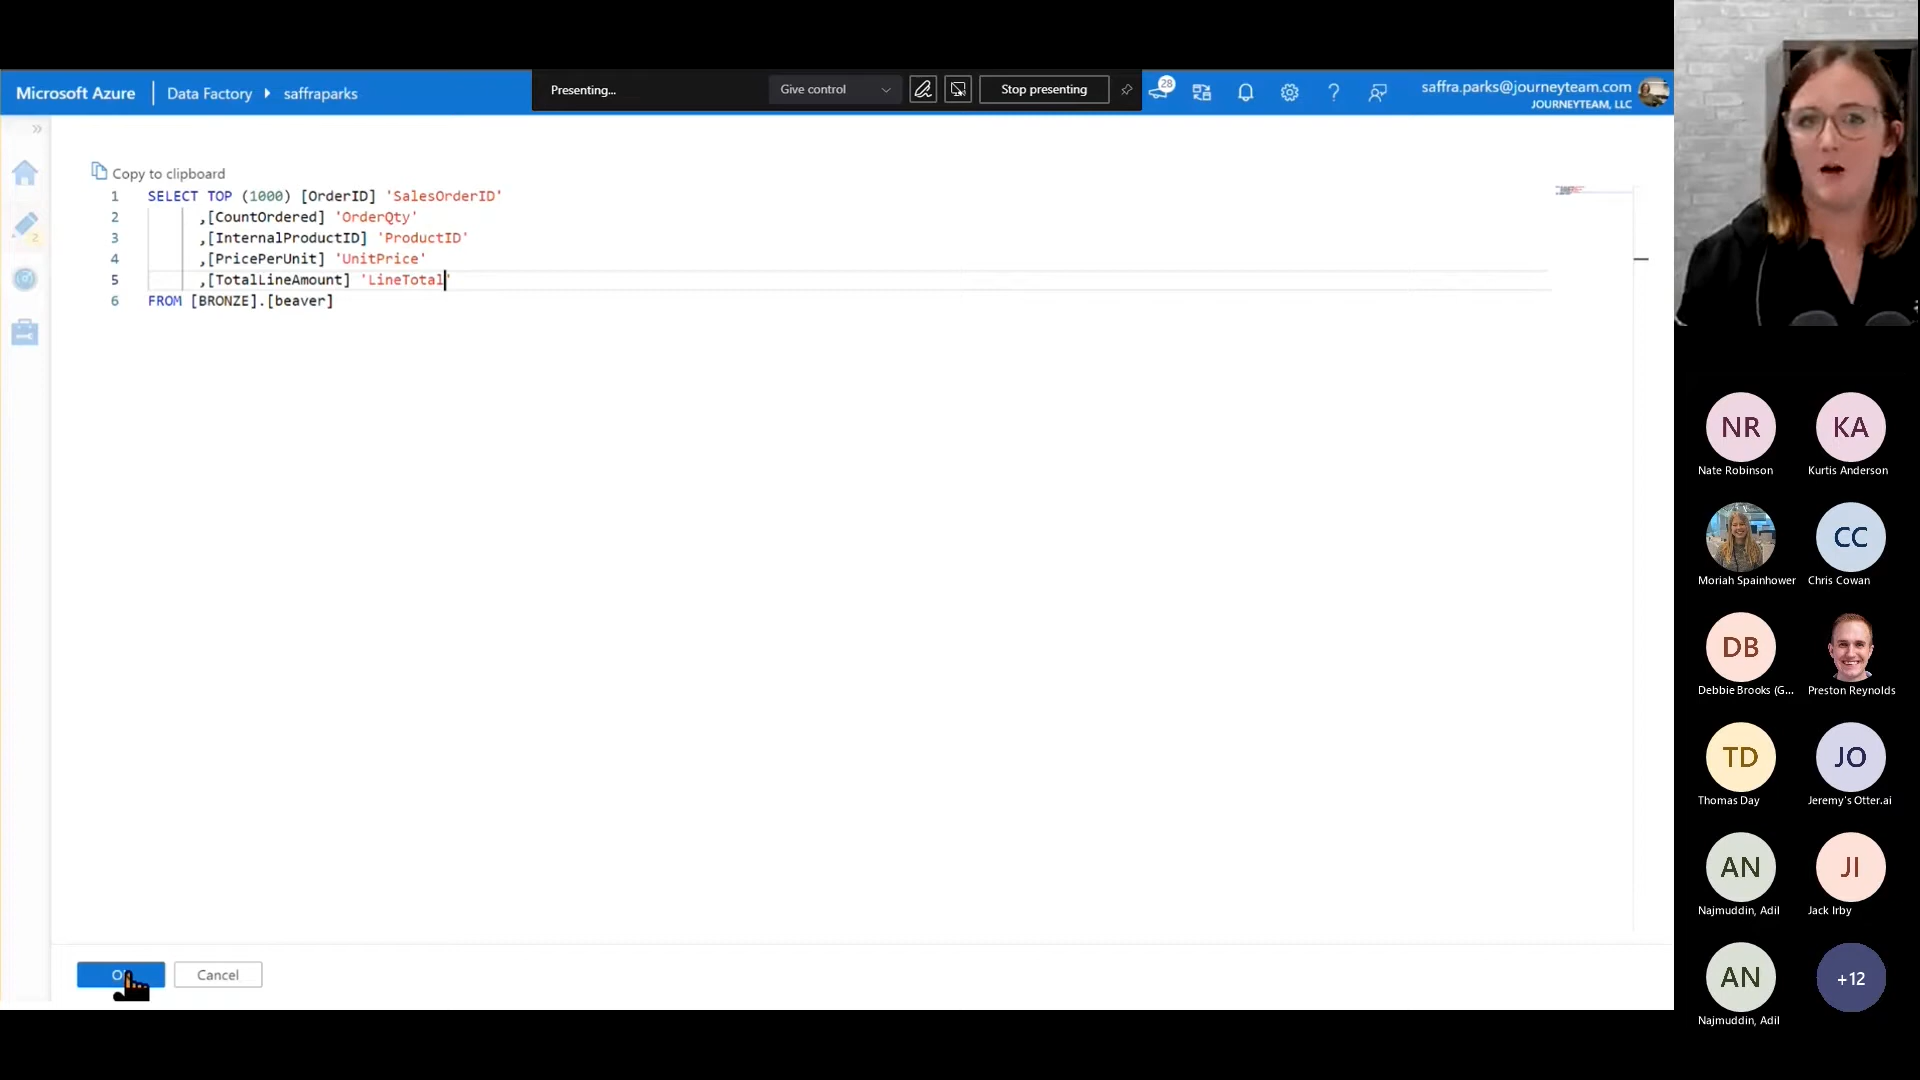 Microsoft Azure
Data Factory
saffraparks
Presenting...
Give control
Stop presenting
28
saffra.parks@journeyteam.com
JOURNEYTEAM, LLC
2
Copy to clipboard
1 SELECT TOP (1000) [OrderID] 'SalesOrderID'
2 ,[CountOrdered] 'OrderQty'
3 ,[InternalProductID] 'ProductID'
4 ,[PricePerUnit] 'UnitPrice'
5 ,[TotalLineAmount] 'LineTotal'
6 FROM [BRONZE].[beaver]
Cancel
NR KA
Nate Robinson Kurtis Anderson
CC
Moriah Spainhower Chris Cowan
DB
Debbie Brooks (G... Preston Reynolds
TD JO
Thomas Day Jeremy's Otter.ai
AN JI
Najmuddin, Adil Jack Irby
AN +12
Najmuddin, Adil